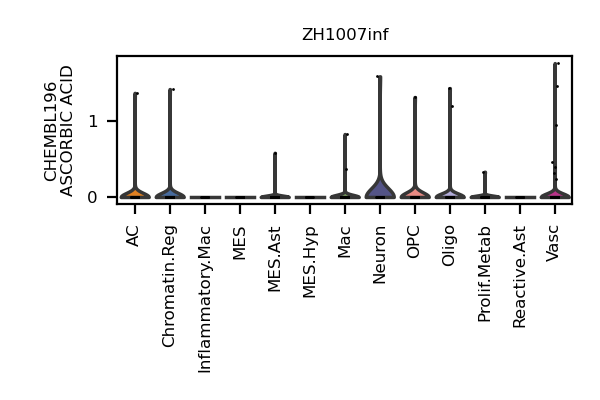 ZH1007inf
CHEMBL196
ASCORBIC ACID
1
0
AC
Chromatin.Reg
Inflammatory.Mac
MES
MES.Ast
MES.Hyp
Mac
Neuron
OPC
Oligo
Prolif.Metab
Reactive.Ast
Vasc